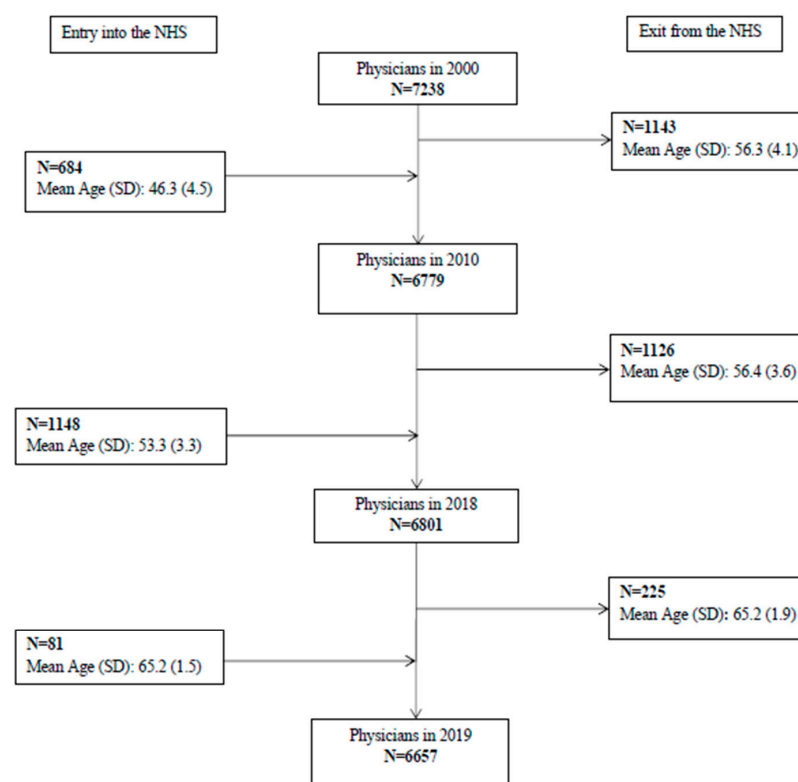 Entry into the NHS
Exit from the NHS
Physicians in 2000
N=7238
N=1143
Mean Age (SD): 56.3 (4.1)
N=684
Mean Age (SD): 46.3 (4.5)
Physicians in 2010
N=6779
N=1126
Mean Age (SD): 56.4 (3.6)
N=1148
Mean Age (SD): 53.3 (3.3)
Physicians in 2018
N=6801
N=225
Mean Age (SD): 65.2 (1.9)
N=81
Mean Age (SD): 65.2 (1.5)
Physicians in 2019
N=6657